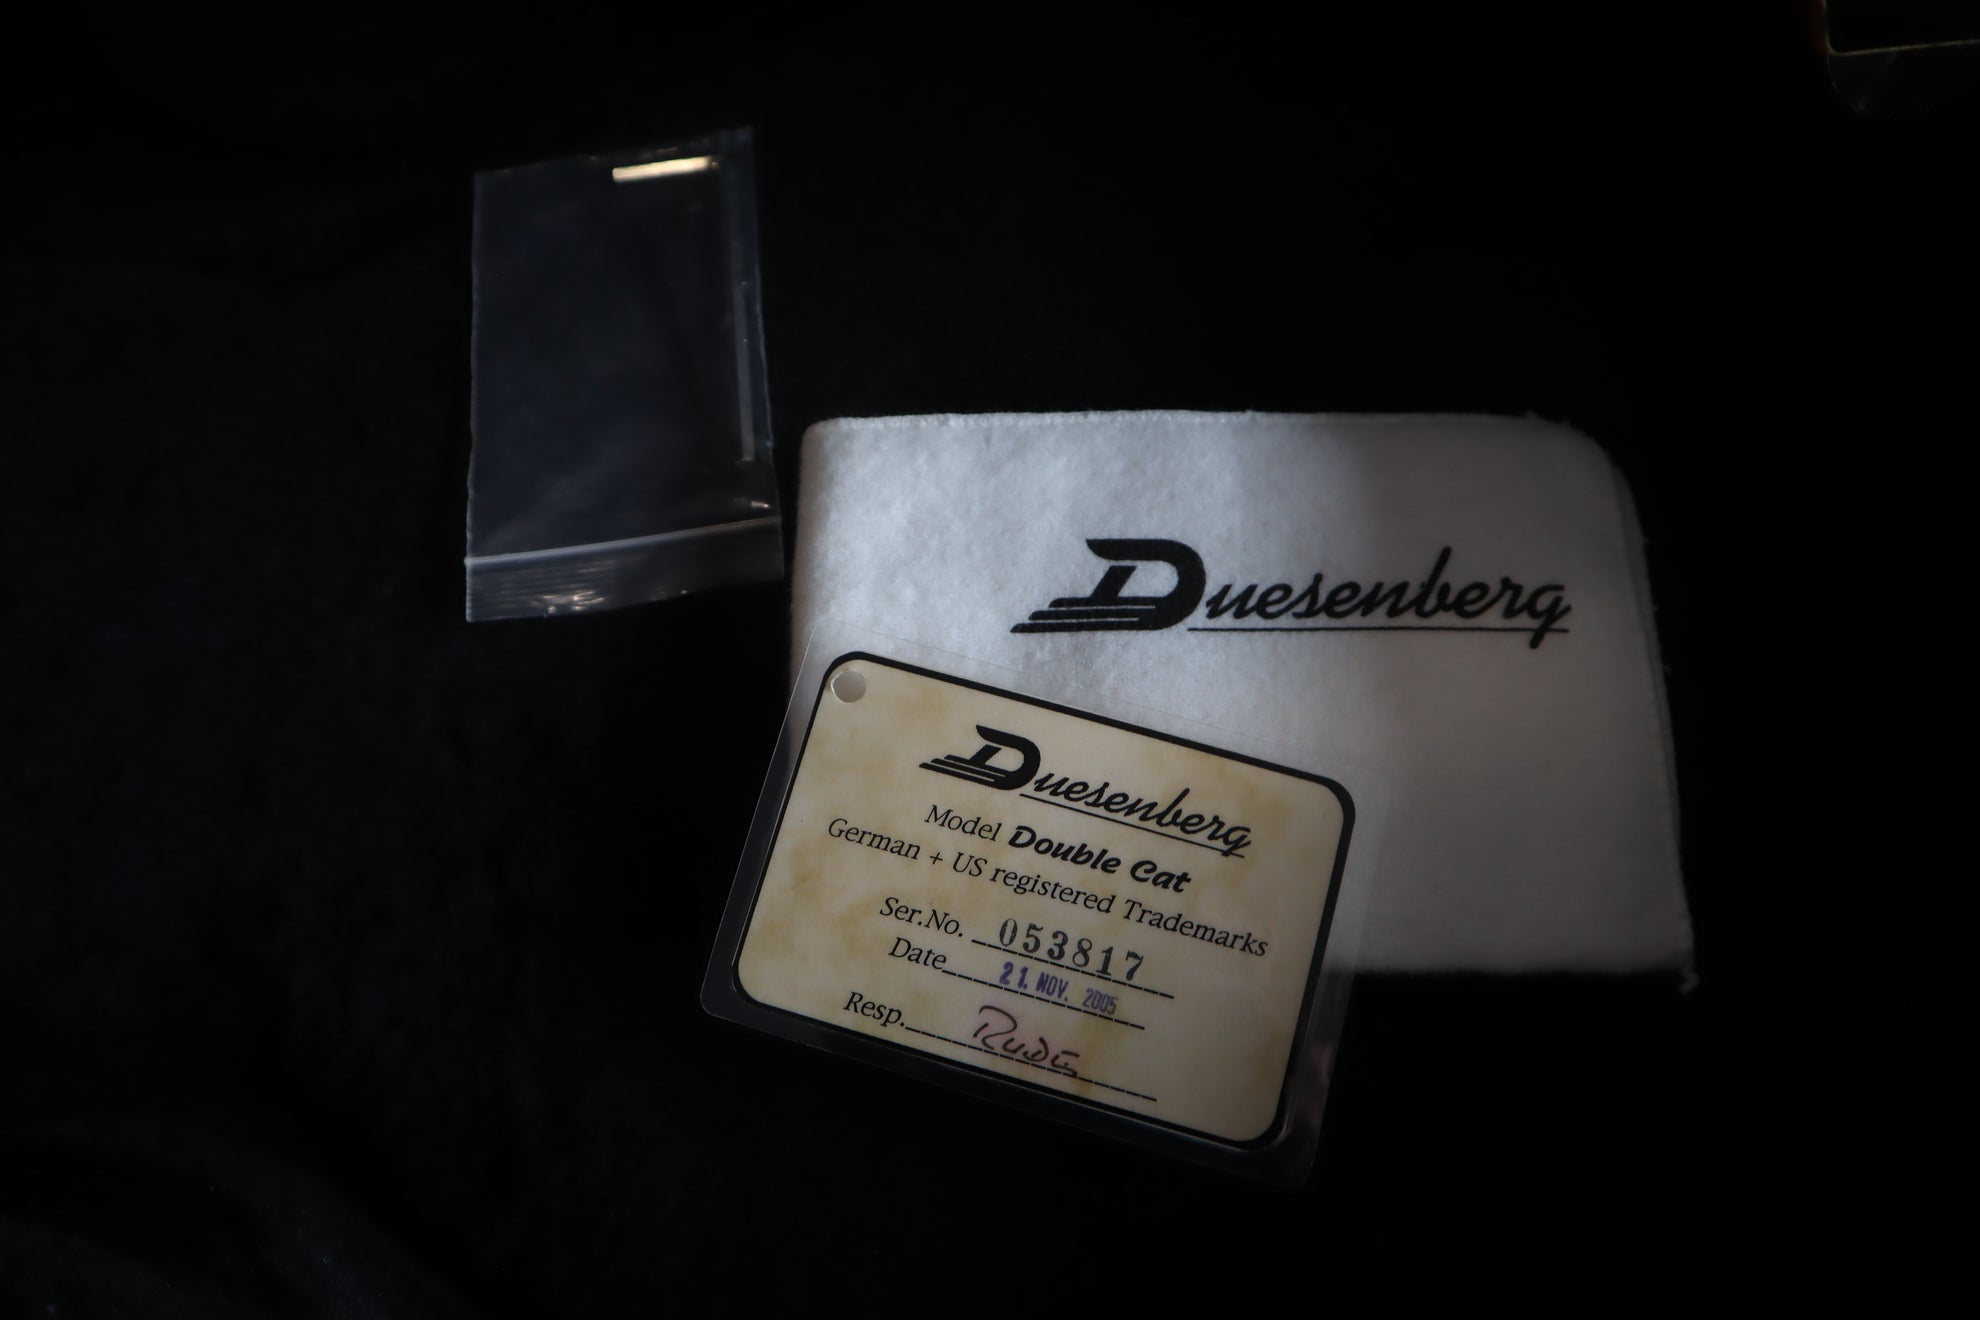 Duesenberg
Duesenberg
Model Double Cat
German + US registered Trademarks
Ser.No. 053817
Date 21. NOV. 2005
Resp.